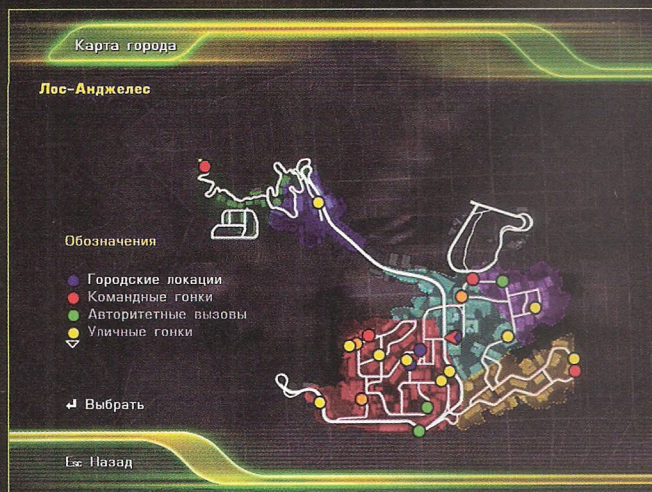 Карта города
Лос-Анджелес
Обозначения
Городские локации
Командные гонки
Авторитетные вызовы
Уличные гонки
Выбрать
Esc Назад